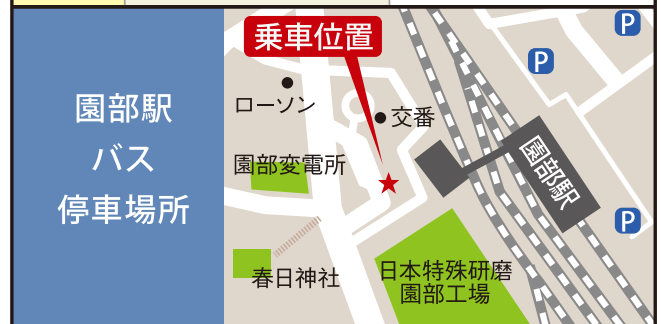 園部駅
バス
停車場所
乗車位置
P
P
ローソン
交番
園部変電所
園部駅
P
春日神社
日本特殊研磨
園部工場